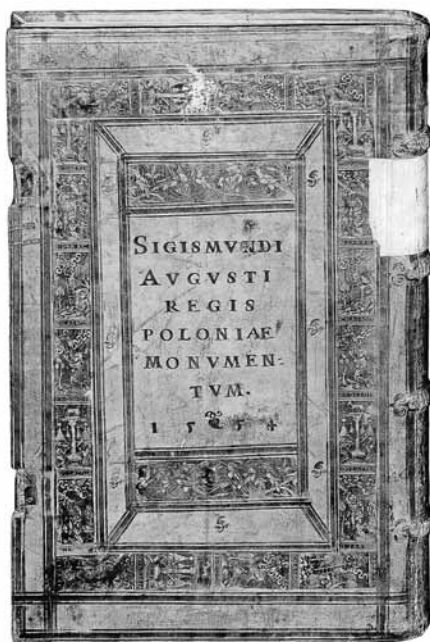 SIGISMVNDI
AVGVSTI
REGIS
POLONIAE
MONVMEN-
TVM.
1554